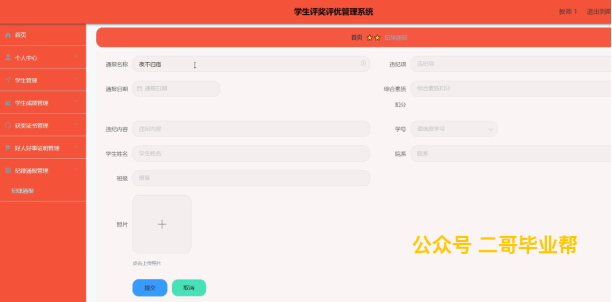 学生评奖评优管理系统
教师 1 退出到
首页
首页 纪律通报
个人中心
学生管理
学生成绩管理
获奖证书管理
好人好事证明管理
纪律通报管理
纪律通报
通报名称 夜不归宿
违纪项 违纪项
通报日期 通报日期
综合素质扣分 综合素质扣分
违纪内容 违纪内容
学号 请选择学号
学生姓名 学生姓名
院系 院系
班级 班级
照片
点击上传照片
提交 取消
公众号 二哥毕业帮